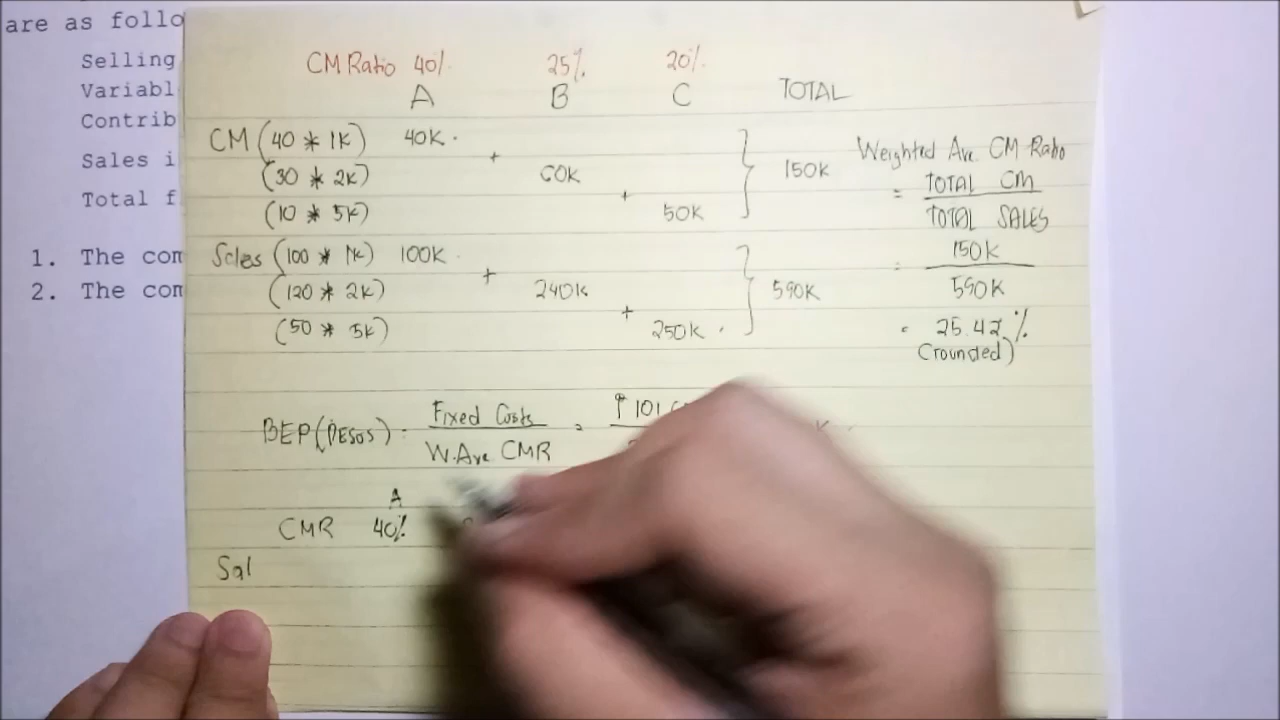 are as follo
Selling
Variabl
Contrib
Sales i
Total f
1. The com
2. The com
CM Ratio 40% 25% 20%
A B C TOTAL
CM (40 * 1K) 40K
+
(30 * 2K) 60K
+
150K
(10 * 5K) 50K
Sales (100 * 1K) 100K
+
(120 * 2K) 240K
+
590K
(50 * 5K) 250K
Weighted Ave CM Ratio
= TOTAL CM
TOTAL SALES
= 150K
590K
= 25.42%
(rounded)
BEP (PESOS) = Fixed Costs = ₱ 101
W. Ave CMR
A
CMR 40%
Sal